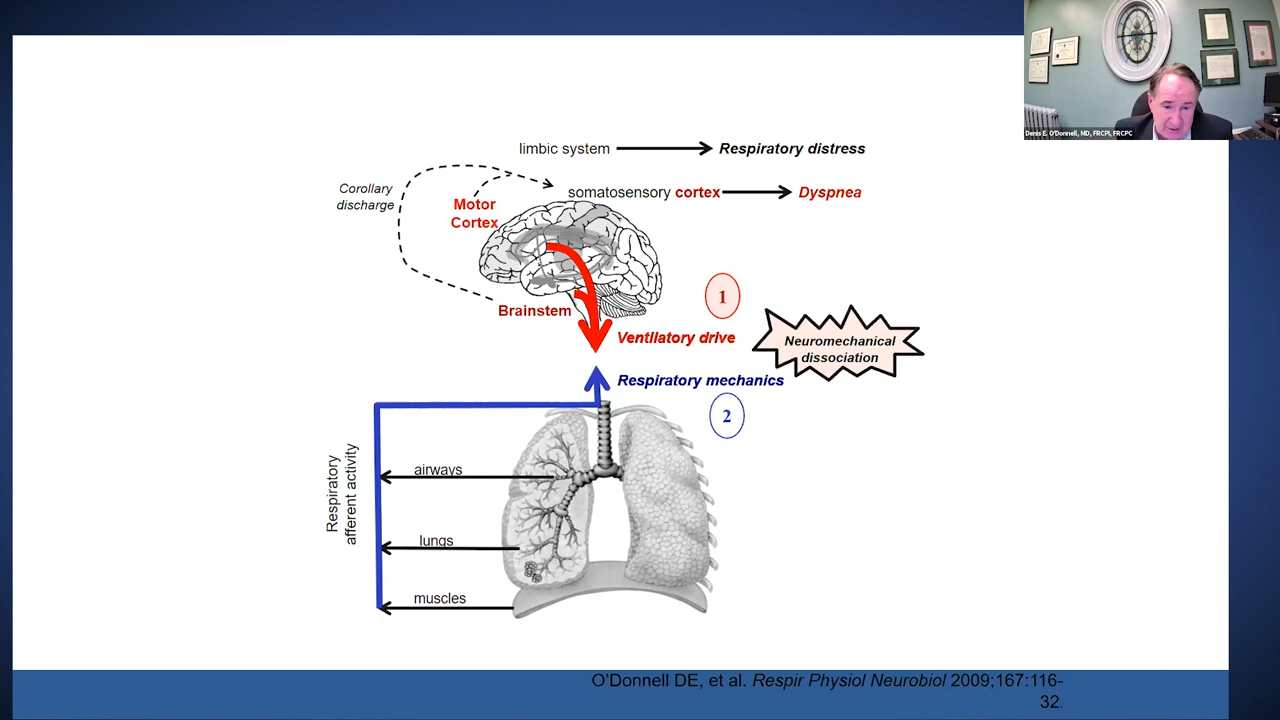 Denis E. O'Donnell, MD, FRCPI, FRCPC
limbic system
Respiratory distress
Corollary
discharge
somatosensory cortex
Dyspnea
Motor
Cortex
Brainstem
1
Ventilatory drive
Neuromechanical
dissociation
Respiratory mechanics
2
Respiratory
afferent activity
airways
lungs
muscles
O'Donnell DE, et al. Respir Physiol Neurobiol 2009;167:116-
32.